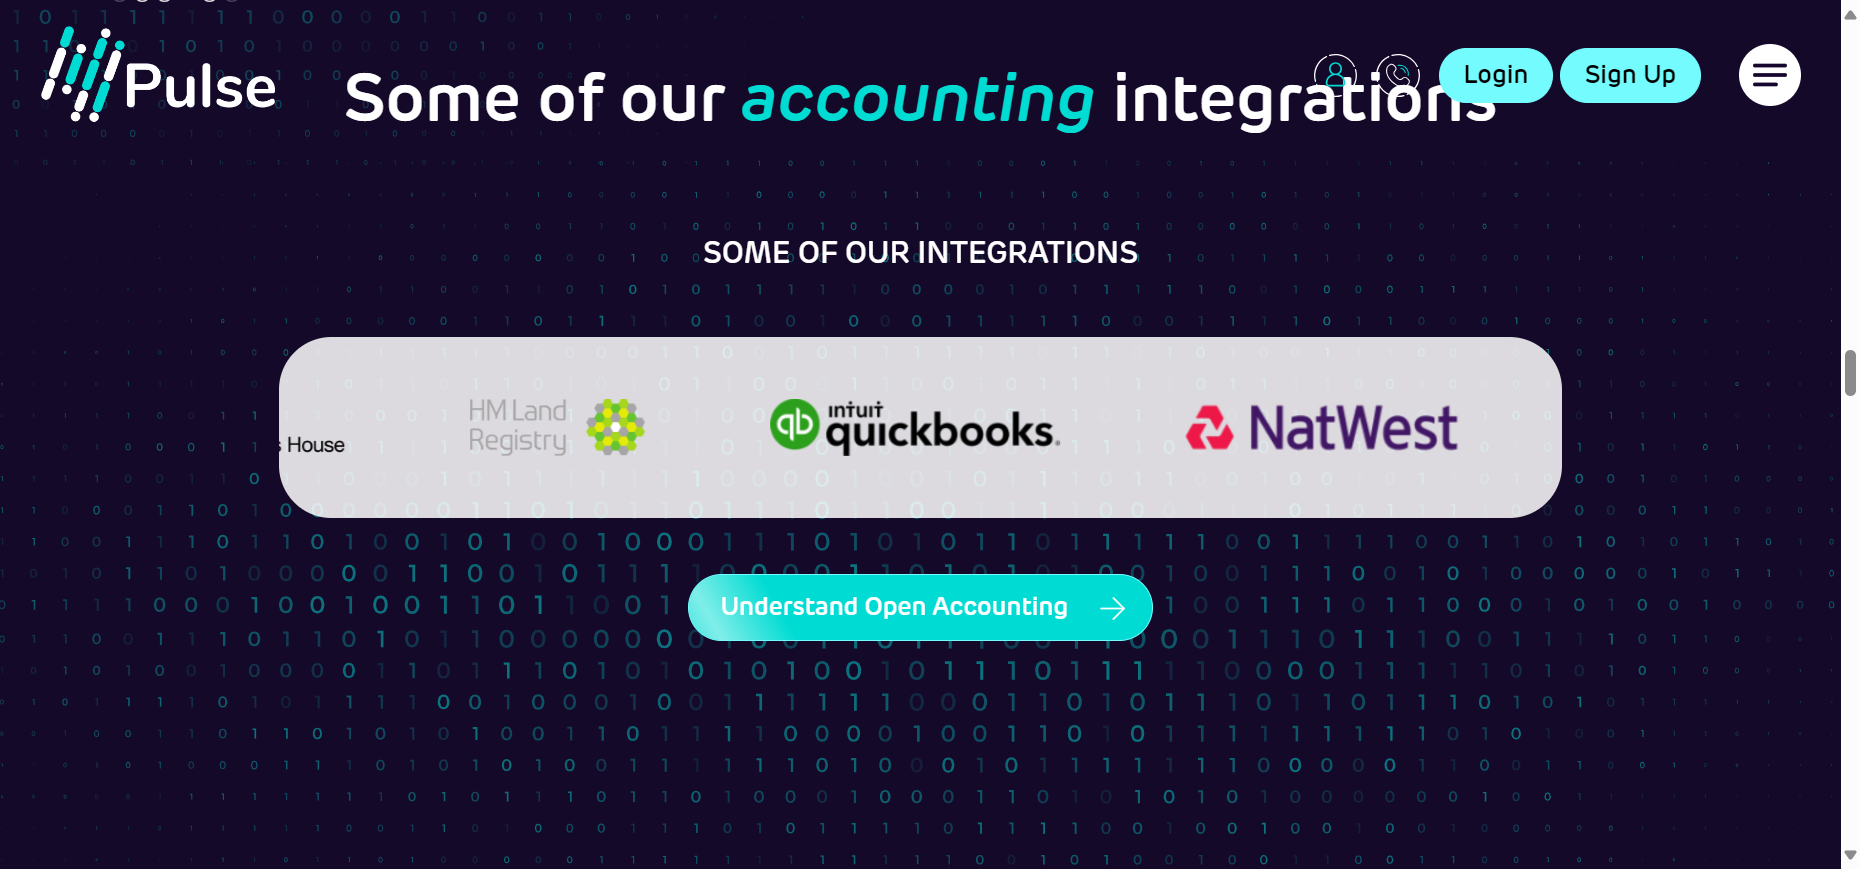 Pulse
Some of our accounting integrations
Login
Sign Up
SOME OF OUR INTEGRATIONS
s House
HM Land
Registry
qb
intuit
quickbooks.
NatWest
Understand Open Accounting